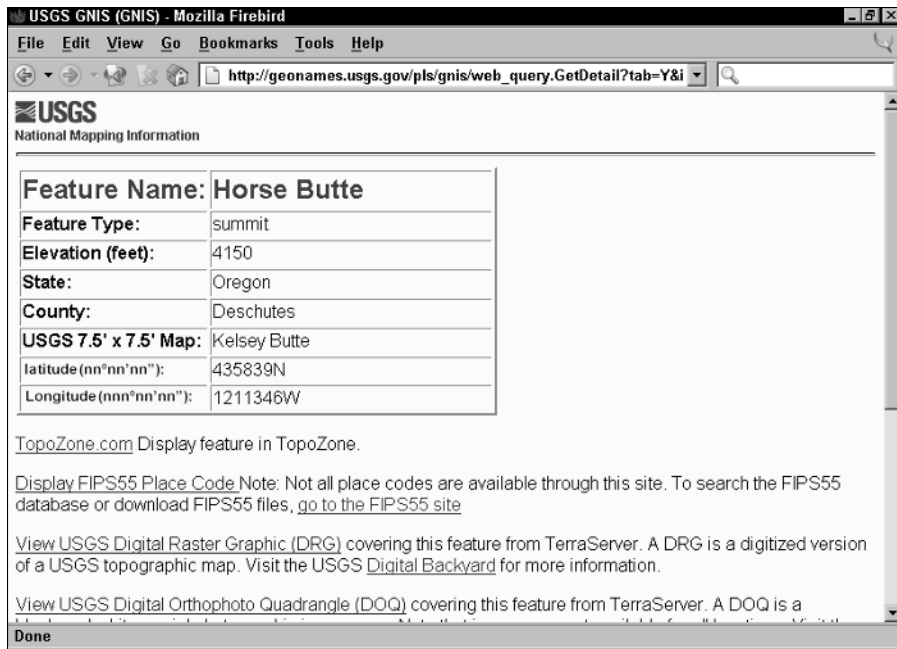 USGS GNIS (GNIS) - Mozilla Firebird
File Edit View Go Bookmarks Tools Help
http://geonames.usgs.gov/pls/gnis/web_query.GetDetail?tab=Y&i
USGS
National Mapping Information
Feature Name: Horse Butte
Feature Type: summit
Elevation (feet): 4150
State: Oregon
County: Deschutes
USGS 7.5' x 7.5' Map: Kelsey Butte
latitude(nnºnn'nn"): 435839N
Longitude(nnnºnn'nn"): 1211346W
TopoZone.com Display feature in TopoZone.
Display FIPS55 Place Code Note: Not all place codes are available through this site. To search the FIPS55
database or download FIPS55 files, go to the FIPS55 site
View USGS Digital Raster Graphic (DRG) covering this feature from TerraServer. A DRG is a digitized version
of a USGS topographic map. Visit the USGS Digital Backyard for more information.
View USGS Digital Orthophoto Quadrangle (DOQ) covering this feature from TerraServer. A DOQ is a
Done